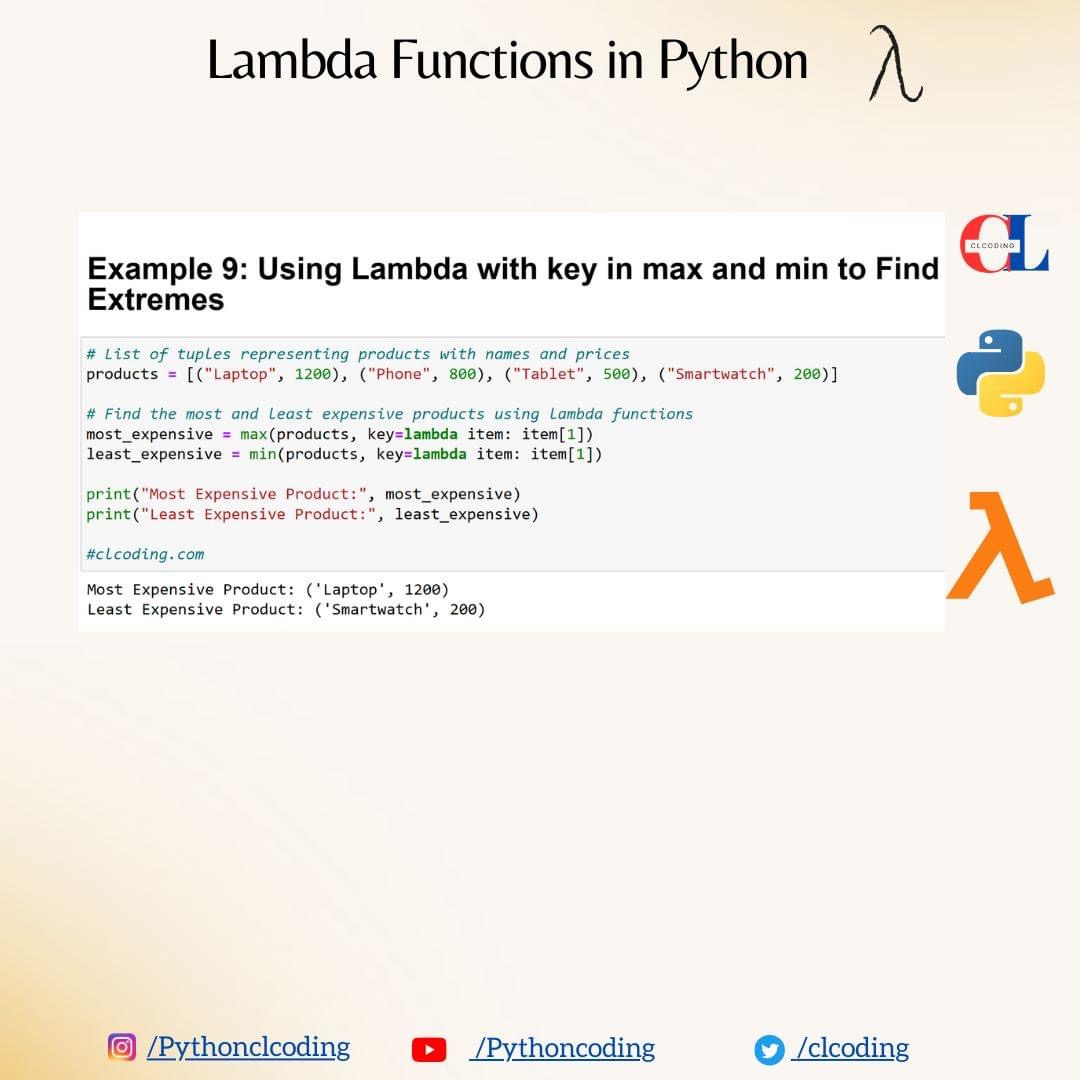 Lambda Functions in Python λ
CLCODING
CL
Example 9: Using Lambda with key in max and min to Find
Extremes
# List of tuples representing products with names and prices
products = [("Laptop", 1200), ("Phone", 800), ("Tablet", 500), ("Smartwatch", 200)]
# Find the most and least expensive products using lambda functions
most_expensive = max(products, key=lambda item: item[1])
least_expensive = min(products, key=lambda item: item[1])
print("Most Expensive Product:", most_expensive)
print("Least Expensive Product:", least_expensive)
#clcoding.com
Most Expensive Product: ('Laptop', 1200)
Least Expensive Product: ('Smartwatch', 200)
λ
/Pythonclcoding /Pythoncoding /clcoding